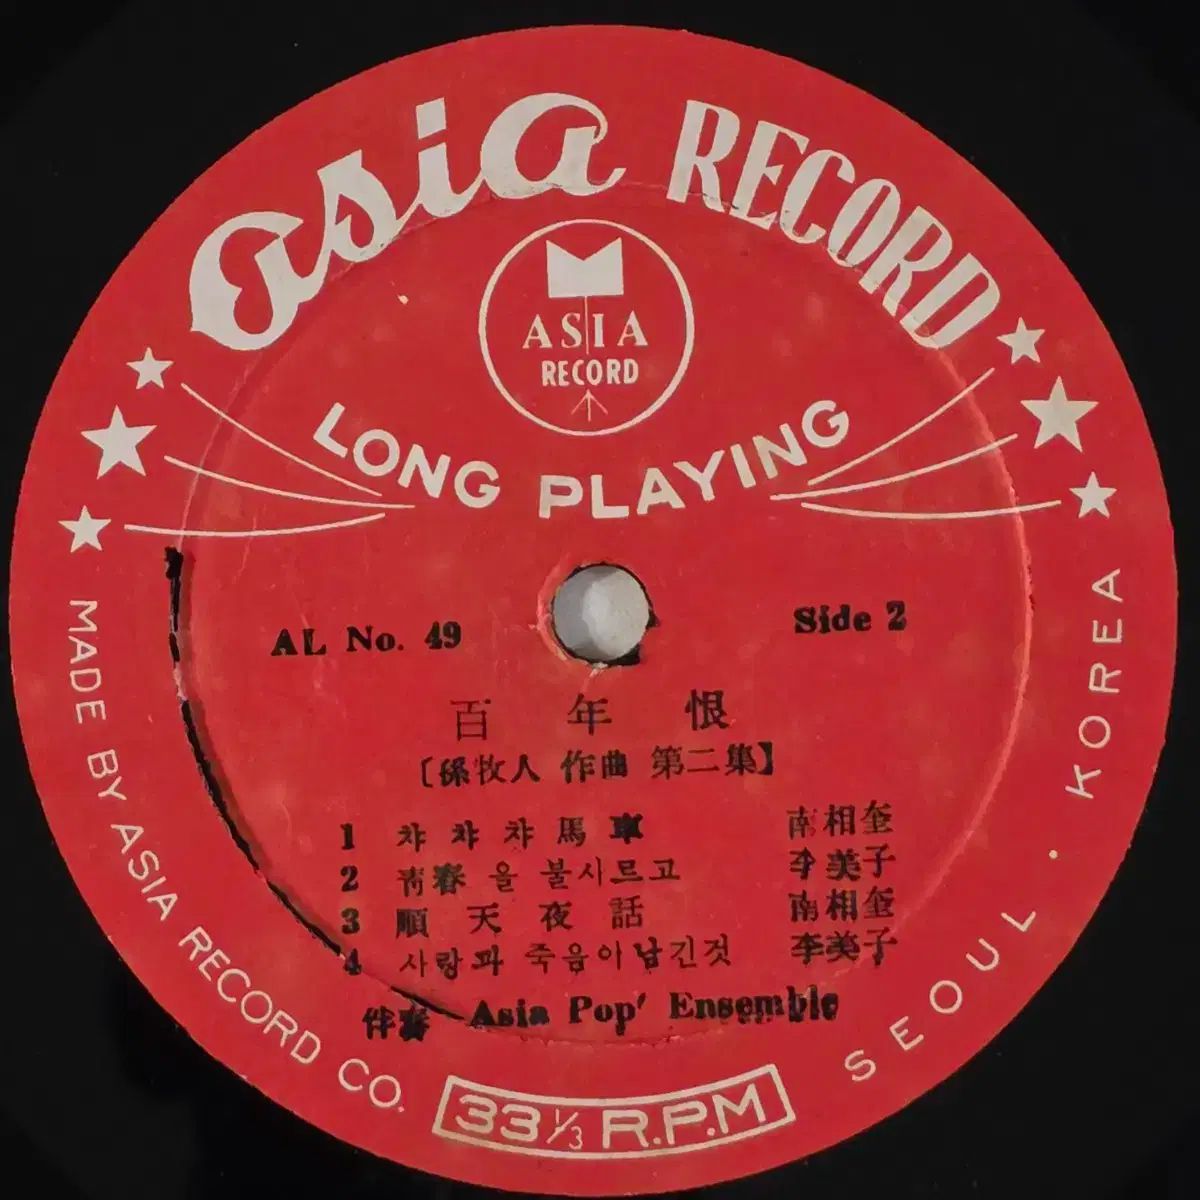 asia RECORD
ASIA
RECORD
LONG PLAYING
AL No. 49
Side 2
百年恨
〔孫牧人 作曲 第二集】
1 챠챠챠馬車 南相奎
2 靑春을 불사르고 李美子
3 順天夜話 南相奎
4 사랑과 죽음이남긴것 李美子
伴奏 Asia Pop' Ensemble
33 1/3 R.P.M
MADE BY ASIA RECORD CO. SEOUL. KOREA